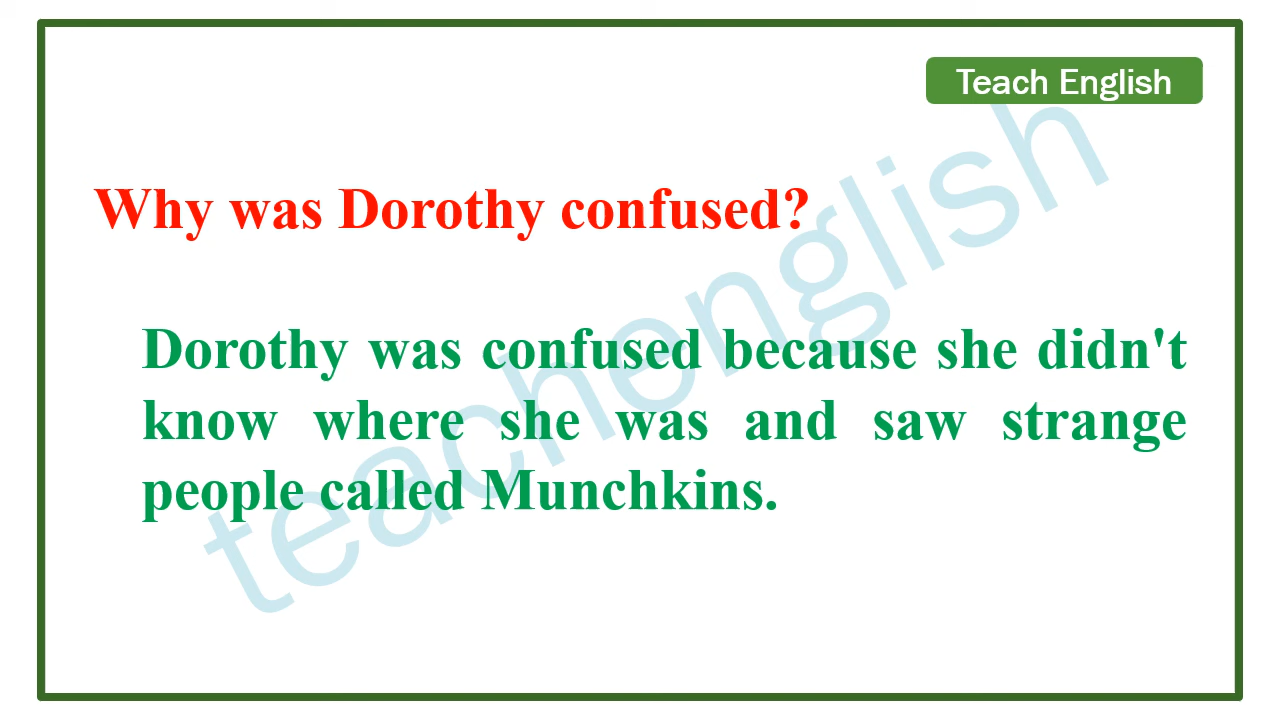 Teach English
Why was Dorothy confused?
Dorothy was confused because she didn't
know where she was and saw strange
people called Munchkins.
teachenglish